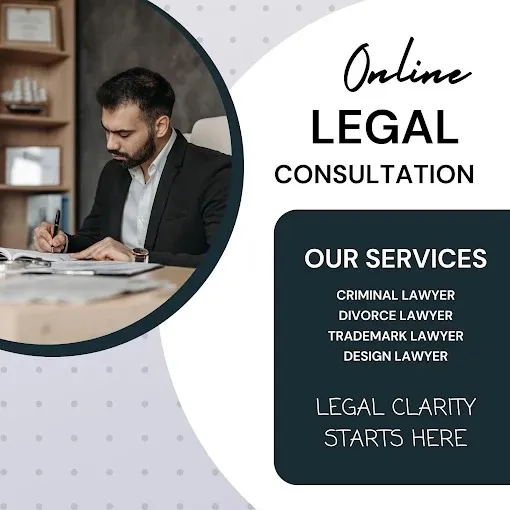 Online
LEGAL
CONSULTATION
OUR SERVICES
CRIMINAL LAWYER
DIVORCE LAWYER
TRADEMARK LAWYER
DESIGN LAWYER
LEGAL CLARITY
STARTS HERE